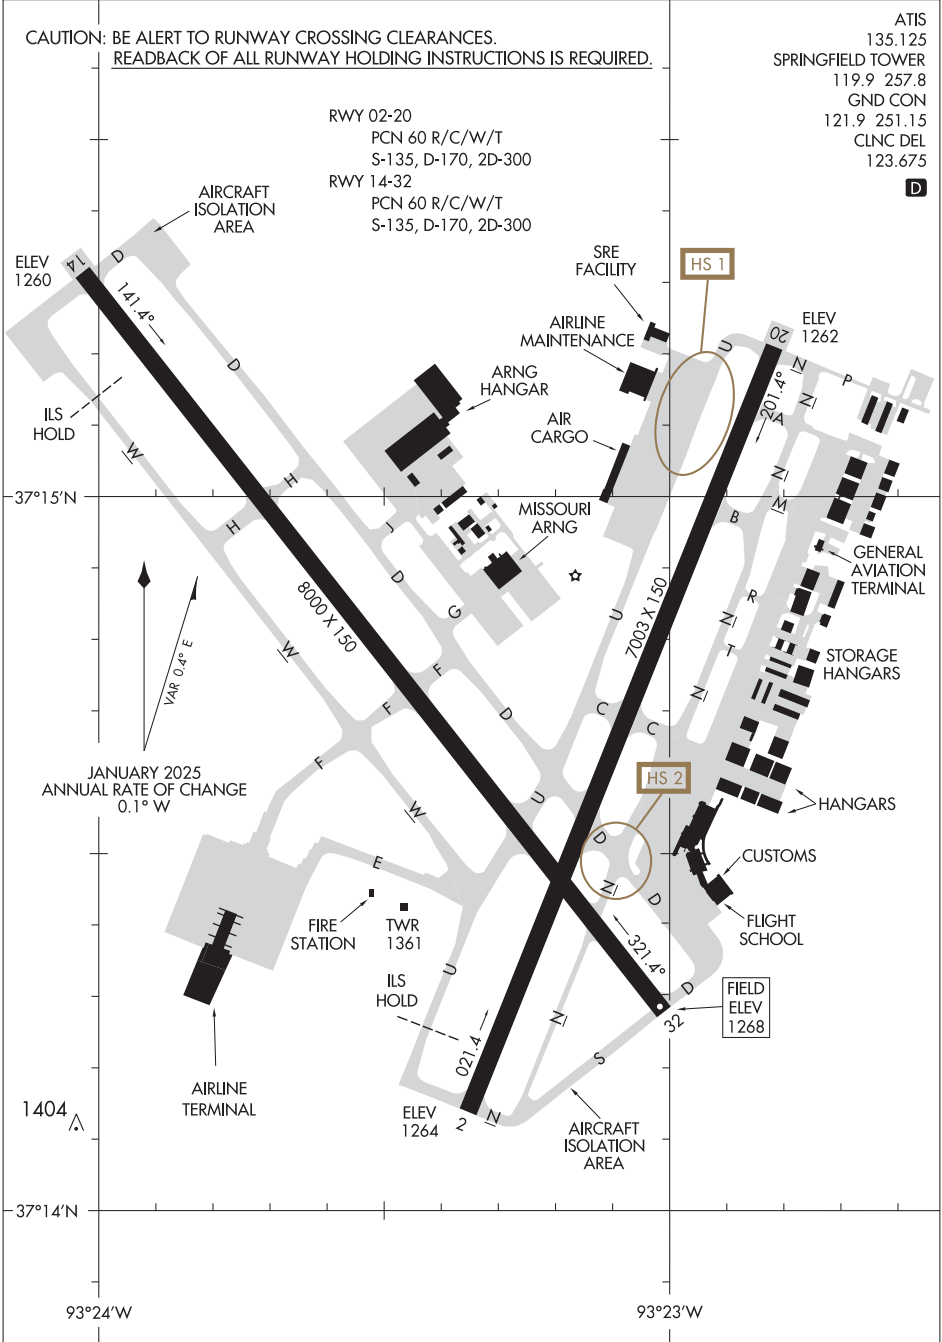 CAUTION: BE ALERT TO RUNWAY CROSSING CLEARANCES.
READBACK OF ALL RUNWAY HOLDING INSTRUCTIONS IS REQUIRED.
ATIS
135.125
SPRINGFIELD TOWER
119.9 257.8
GND CON
121.9 251.15
CLNC DEL
123.675
D
RWY 02-20
PCN 60 R/C/W/T
S-135, D-170, 2D-300
RWY 14-32
PCN 60 R/C/W/T
S-135, D-170, 2D-300
AIRCRAFT
ISOLATION
AREA
ELEV
1260
14
D
141.4°
D
ILS
HOLD
W
SRE
FACILITY
HS 1
AIRLINE
MAINTENANCE
ARNG
HANGAR
AIR
CARGO
U
20
ELEV
1262
N
P
N
201.4°
A
N
M
B
37°15'N
H
H
J
MISSOURI
ARNG
D
G
GENERAL
AVIATION
TERMINAL
8000 X 150
7003 X 150
U
R
N
T
N
STORAGE
HANGARS
W
VAR 0.4° E
F
F
F
D
C
C
JANUARY 2025
ANNUAL RATE OF CHANGE
0.1° W
HS 2
U
W
D
HANGARS
CUSTOMS
E
N
D
FLIGHT
SCHOOL
FIRE
STATION
TWR
1361
321.4°
U
ILS
HOLD
D
FIELD
ELEV
1268
32
N
021.4
S
AIRLINE
TERMINAL
1404
ELEV
1264
2
N
AIRCRAFT
ISOLATION
AREA
37°14'N
93°24'W
93°23'W